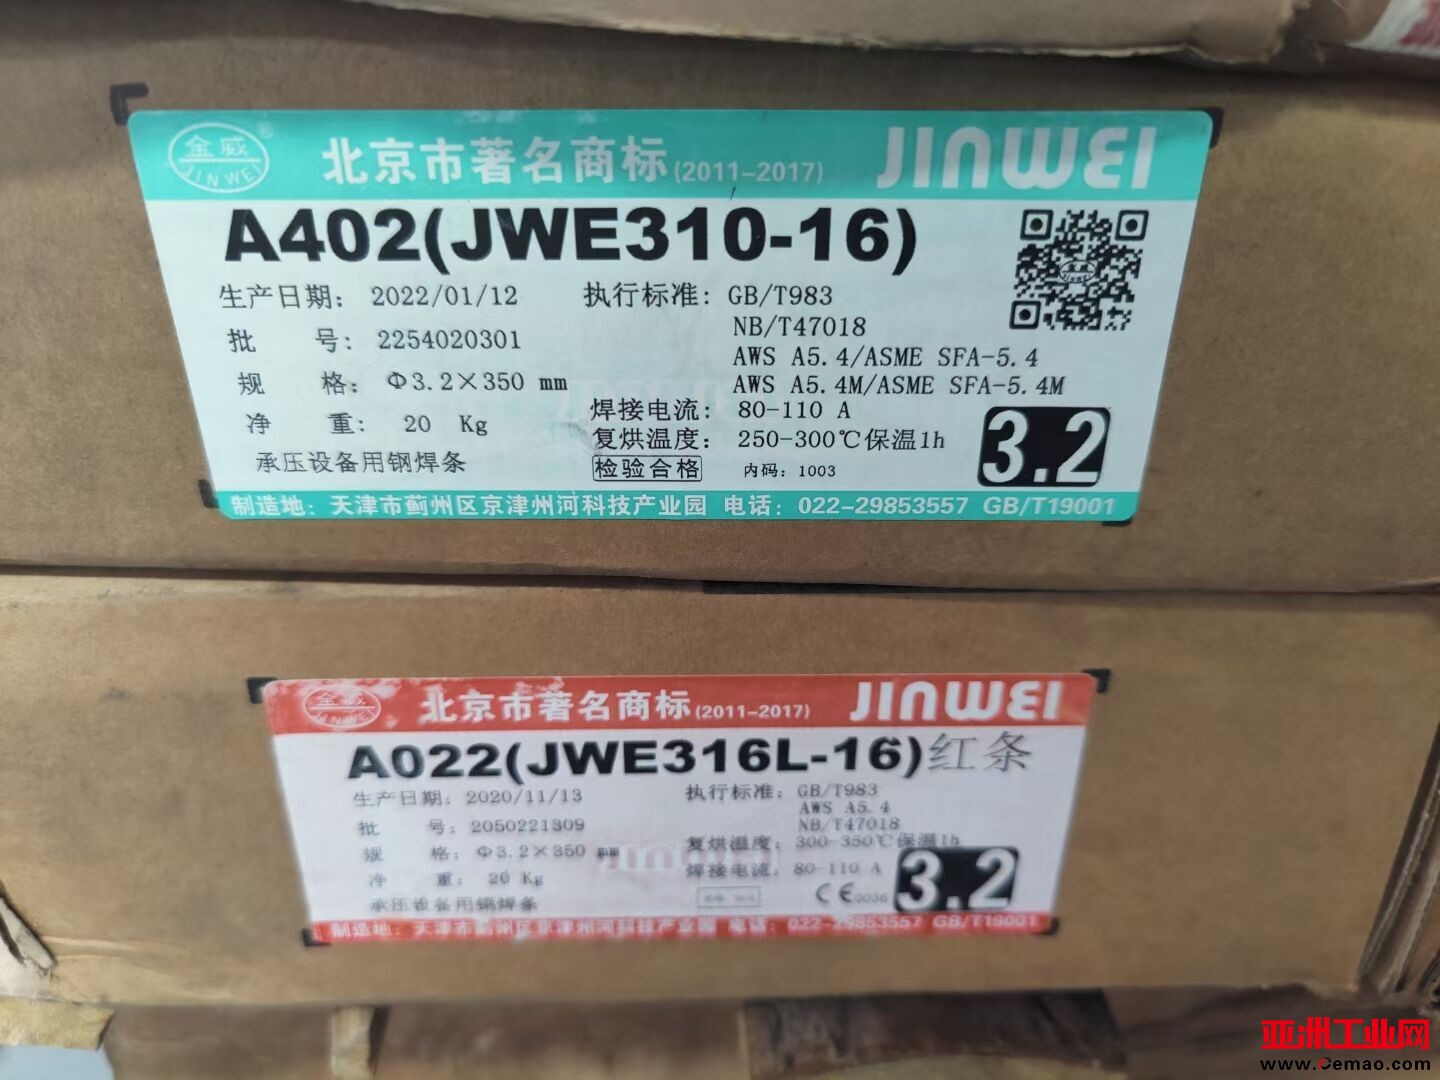 金威®
JINWEI
北京市著名商标(2011-2017)
JINWEI
A402(JWE310-16)
生产日期: 2022/01/12
执行标准: GB/T983
NB/T47018
AWS A5.4/ASME SFA-5.4
AWS A5.4M/ASME SFA-5.4M
批 号: 2254020301
规 格: Φ3.2×350 mm
净 重: 20 Kg
焊接电流: 80-110 A
复烘温度: 250-300℃保温1h
承压设备用钢焊条
检验合格
内码: 1003
3.2
制造地: 天津市蓟州区京津州河科技产业园 电话: 022-29853557 GB/T19001
金威
JINWEI
北京市著名商标(2011-2017)
JINWEI
A022(JWE316L-16)红条
生产日期: 2020/11/13
执行标准: GB/T983
AWS A5.4
NB/T47018
批 号: 2050221309
规 格: Φ3.2×350 mm
净 重: 20 Kg
复烘温度: 300-350℃保温1h
焊接电流: 80-110 A
承压设备用钢焊条
CE0036
3.2
制造地: 天津市蓟州区京津州河科技产业园 电话: 022-29853557 GB/T19001
亚洲工业网
www.Cemao.com